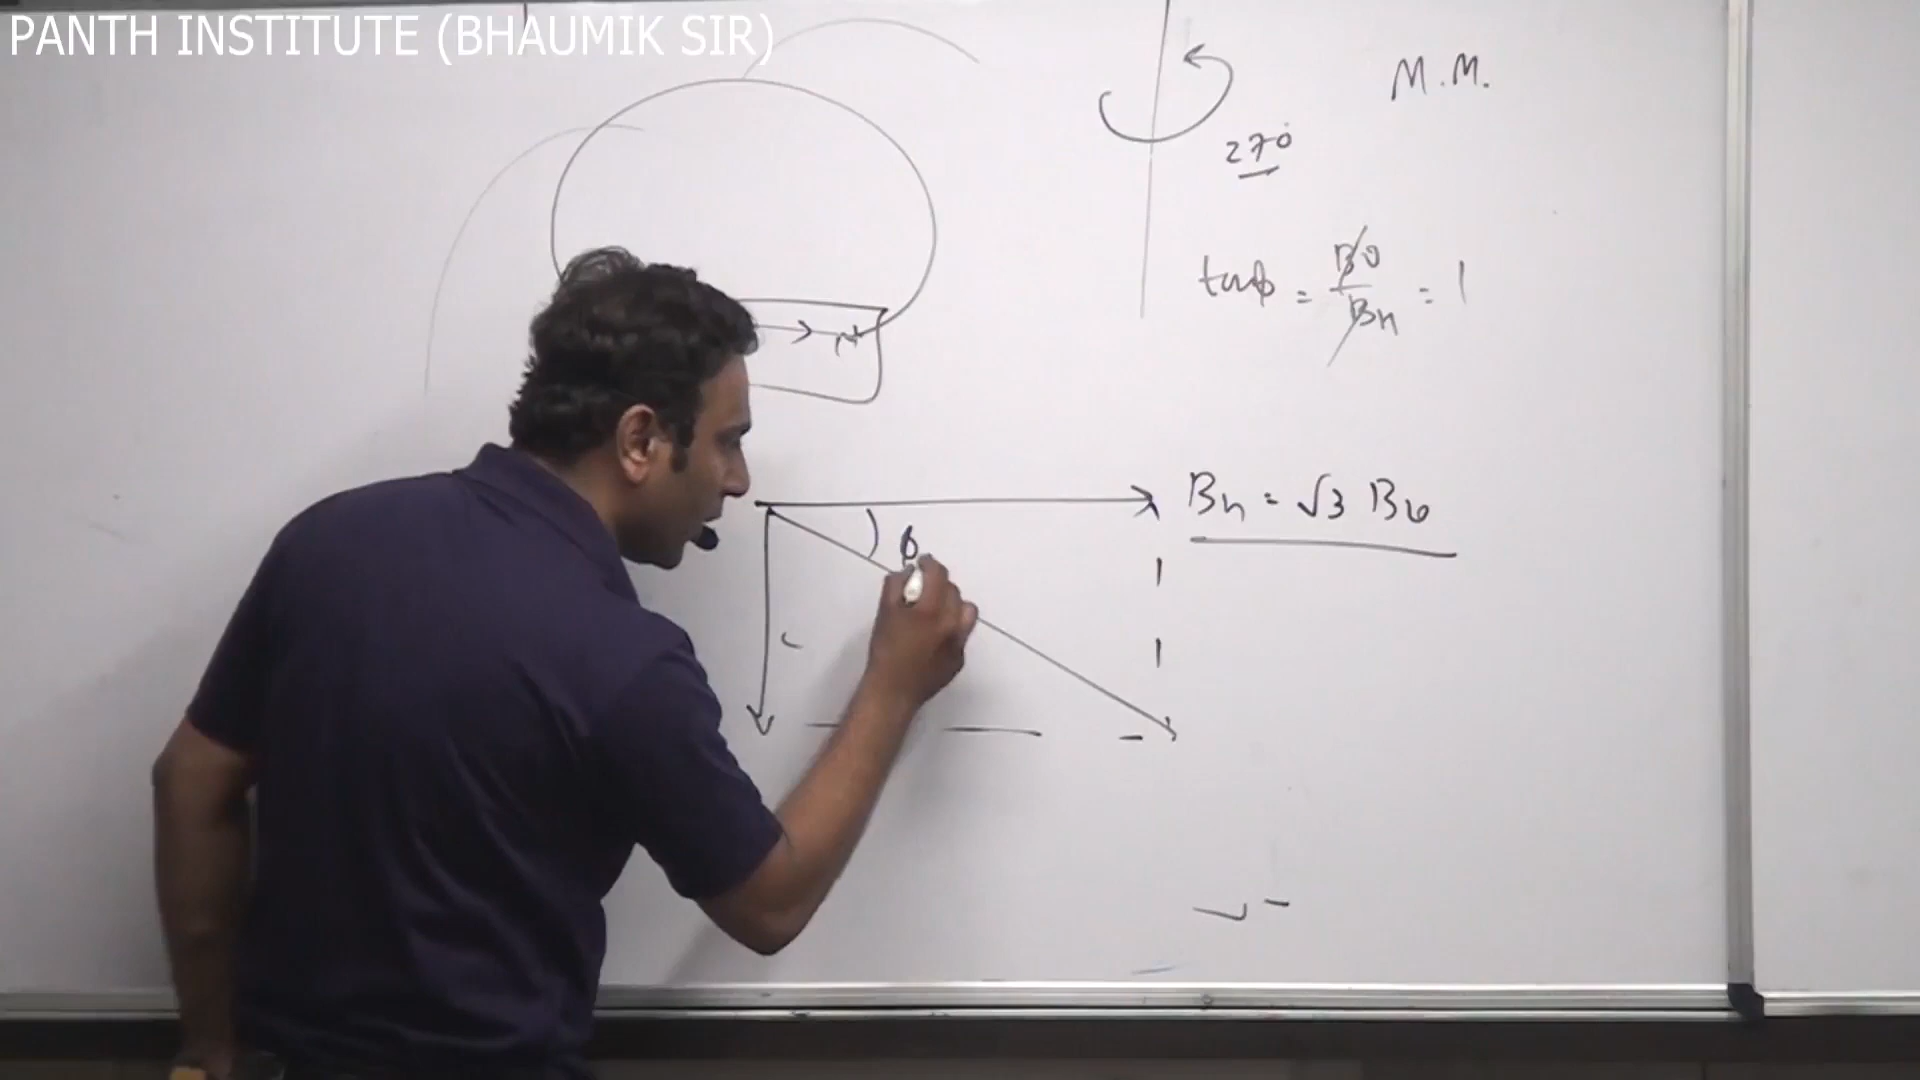 PANTH INSTITUTE (BHAUMIK SIR)
M.M.
270°
tanϕ = Bv/Bh = 1
Bh = √3 Bv
ϕ